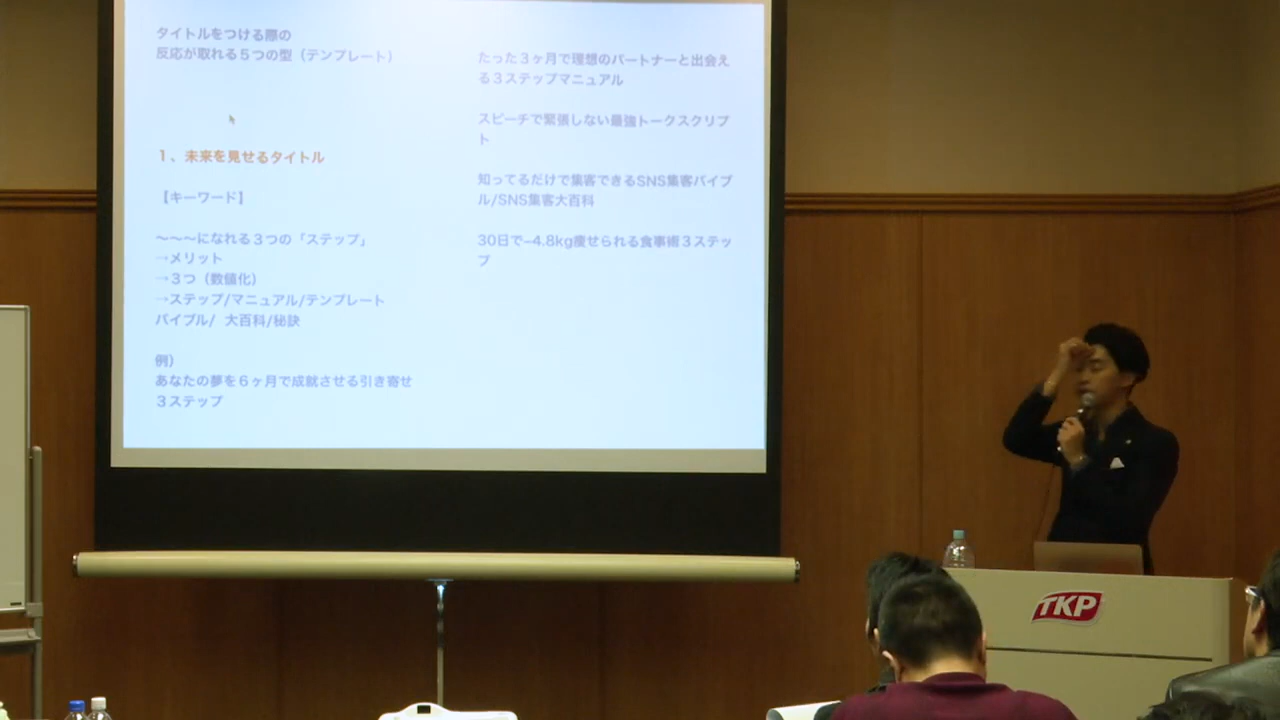 タイトルをつける際の
反応が取れる５つの型（テンプレート）
１、未来を見せるタイトル
【キーワード】
〜〜〜になれる３つの「ステップ」
→メリット
→３つ（数値化）
→ステップ/マニュアル/テンプレート
バイブル/ 大百科/秘訣
例）
あなたの夢を６ヶ月で成就させる引き寄せ
３ステップ
たった３ヶ月で理想のパートナーと出会え
る３ステップマニュアル
スピーチで緊張しない最強トークスクリプ
ト
知ってるだけで集客できるSNS集客バイブ
ル/SNS集客大百科
30日で−4.8kg痩せられる食事術３ステッ
プ
TKP